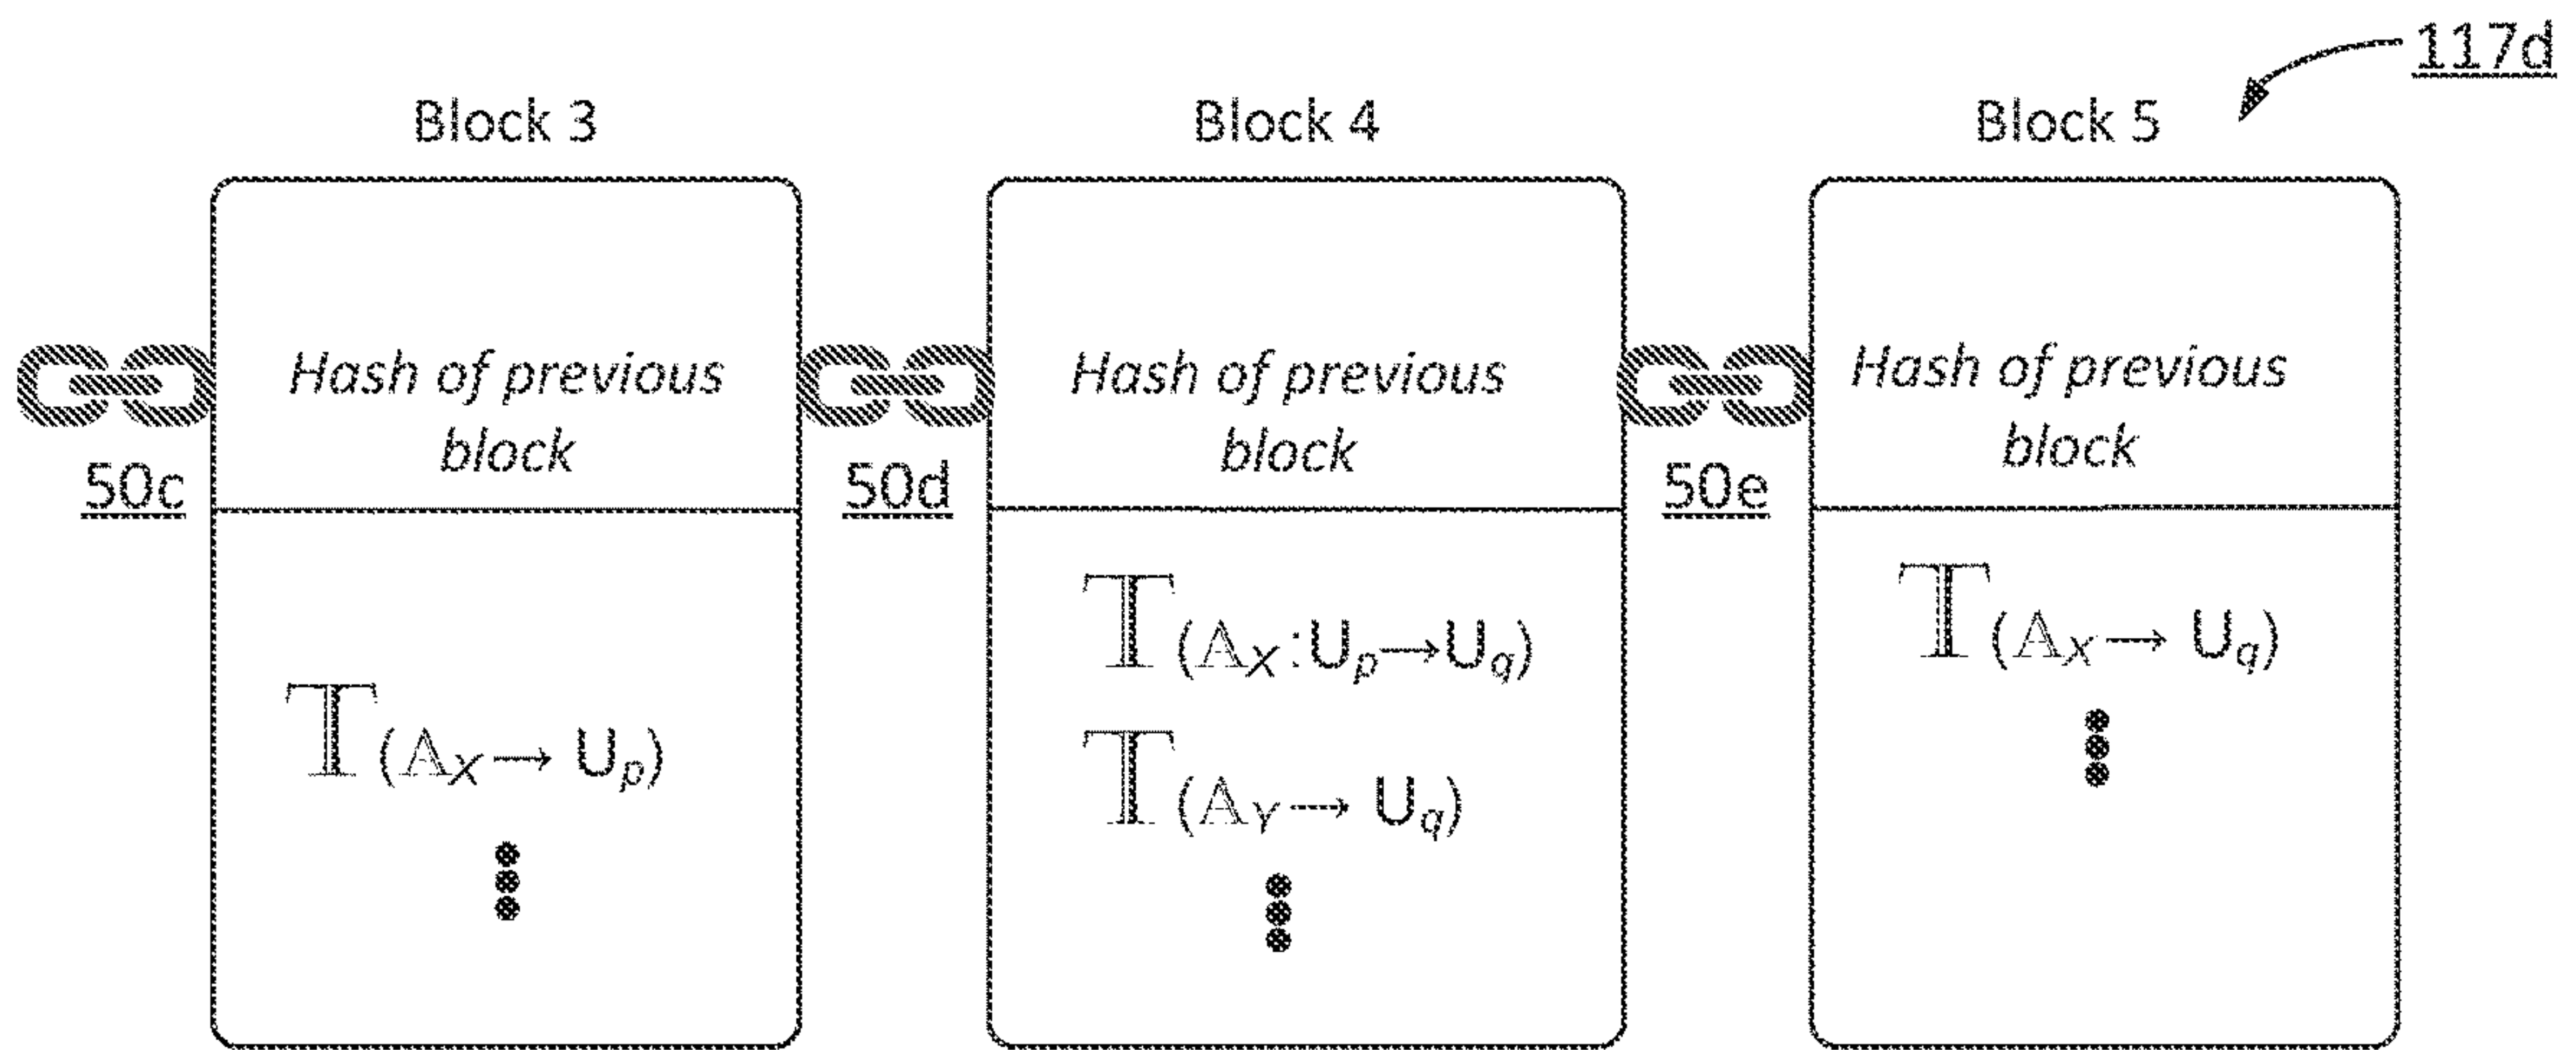 117d
Block 3
Block 4
Block 5
Hash of previous
block
50c
𝕋(𝔸X→ Up)
Hash of previous
block
50d
𝕋(𝔸X:Up→Uq)
𝕋(𝔸Y→ Uq)
Hash of previous
block
50e
𝕋(𝔸X→ Uq)